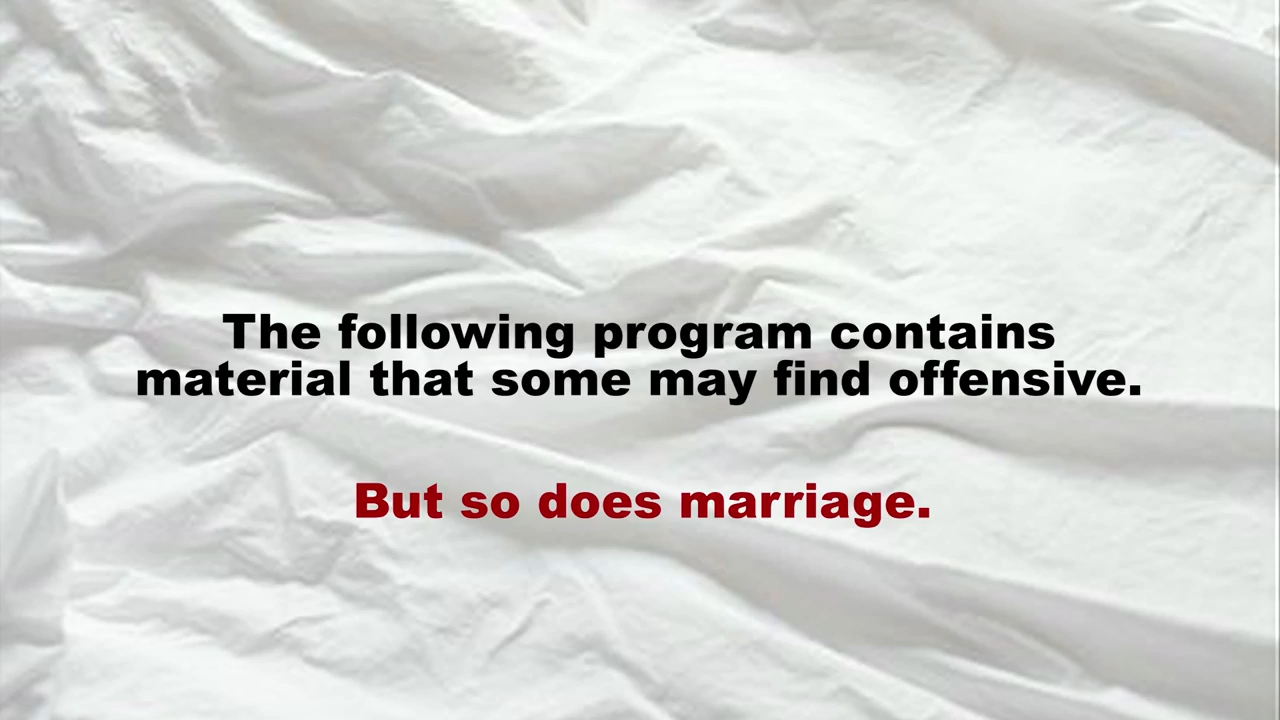 The following program contains
material that some may find offensive.
But so does marriage.